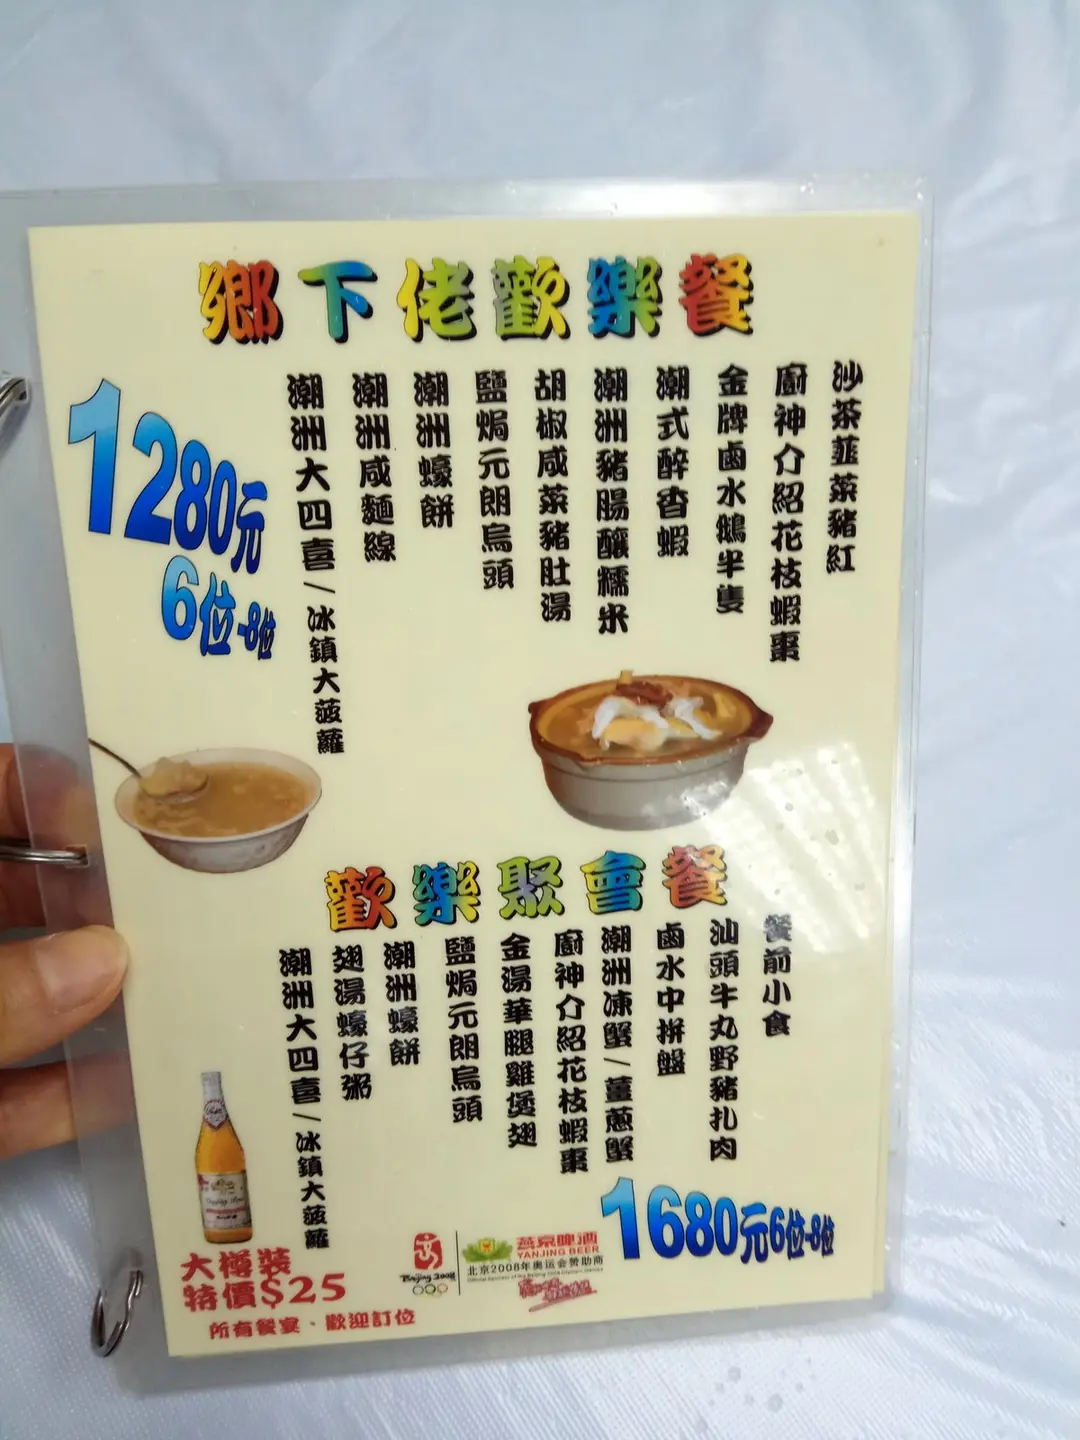 鄉下佬歡樂餐
沙茶韮菜豬紅
廚神介紹花枝蝦棗
金牌鹵水鵝半隻
潮式醉香蝦
潮洲豬腸釀糯米
胡椒咸菜豬肚湯
鹽焗元朗烏頭
潮洲蠔餅
潮洲咸麵線
潮洲大四喜/冰鎮大菠蘿
1280元
6位-8位
歡樂聚會餐
餐前小食
汕頭牛丸野豬扎肉
鹵水中拼盤
潮洲凍蟹/薑蔥蟹
廚神介紹花枝蝦棗
金湯華腿雞煲翅
鹽焗元朗烏頭
潮洲蠔餅
翅湯蠔仔粥
潮洲大四喜/冰鎮大菠蘿
1680元6位-8位
大樽裝
特價$25
所有餐宴、歡迎訂位
Beijing 2008
燕京啤酒
YANJING BEER
北京2008年奥运会赞助商